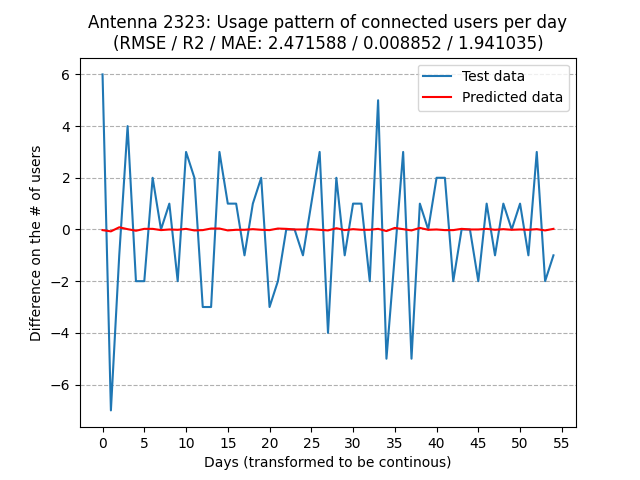 Antenna 2323: Usage pattern of connected users per day
(RMSE / R2 / MAE: 2.471588 / 0.008852 / 1.941035)
Test data
Predicted data
Difference on the # of users
6
4
2
0
−2
−4
−6
0 5 10 15 20 25 30 35 40 45 50 55
Days (transformed to be continous)